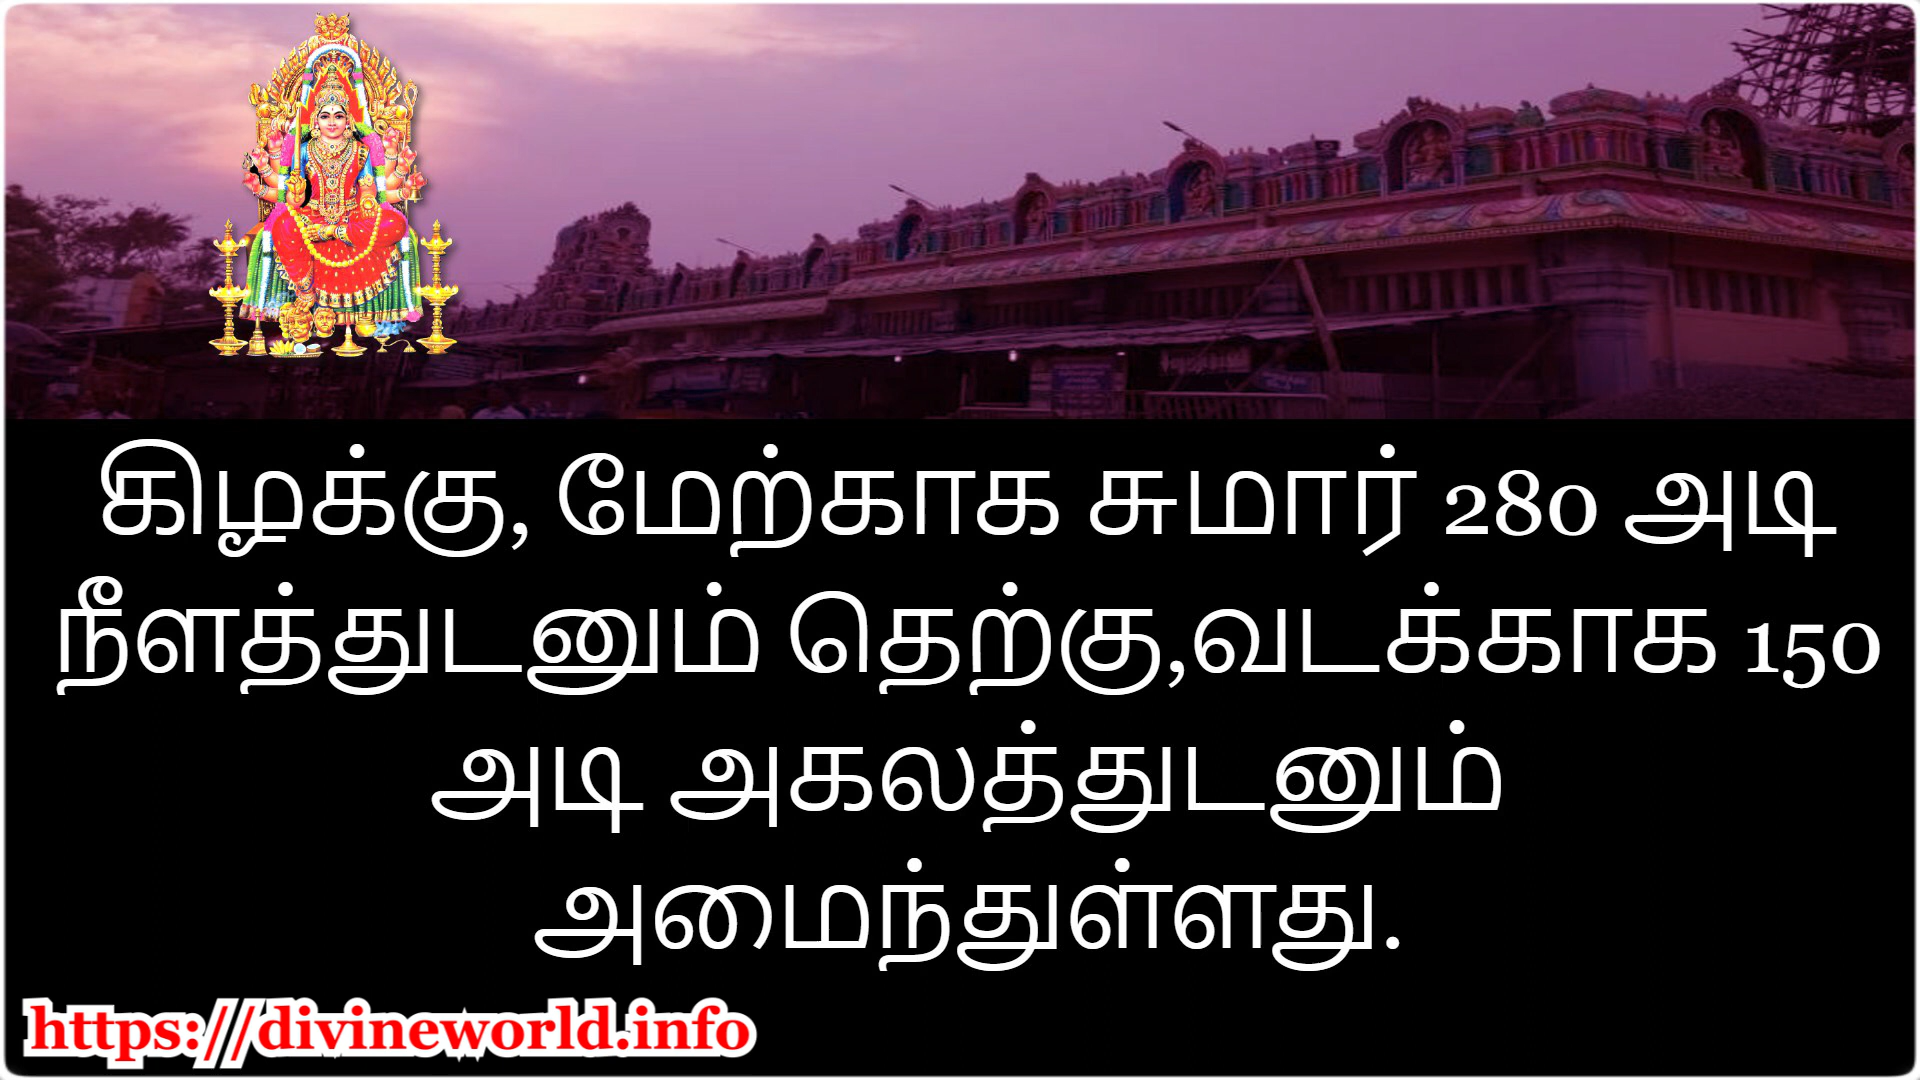 கிழக்கு, மேற்காக சுமார் 280 அடி
நீளத்துடனும் தெற்கு,வடக்காக 150
அடி அகலத்துடனும்
அமைந்துள்ளது.
https://divineworld.info